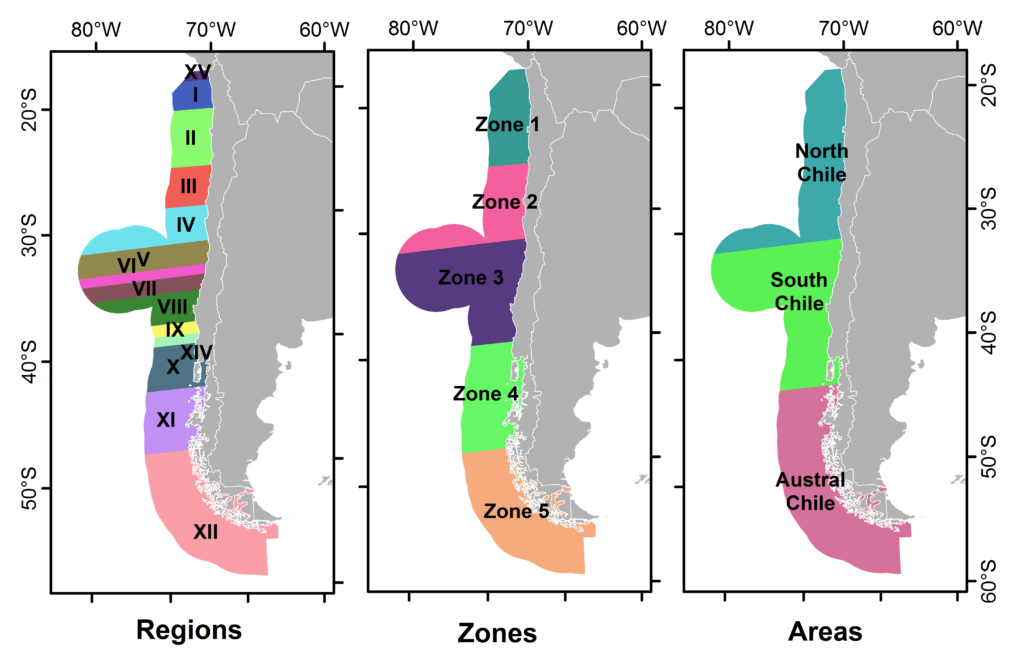 80°W 70°W 60°W 80°W 70°W 60°W 80°W 70°W 60°W
20°S
30°S
40°S
50°S
XV
I
II
III
IV
V
VI
VII
VIII
IX
XIV
X
XI
XII
Zone 1
Zone 2
Zone 3
Zone 4
Zone 5
North
Chile
South
Chile
Austral
Chile
20°S
30°S
40°S
50°S
60°S
Regions
Zones
Areas